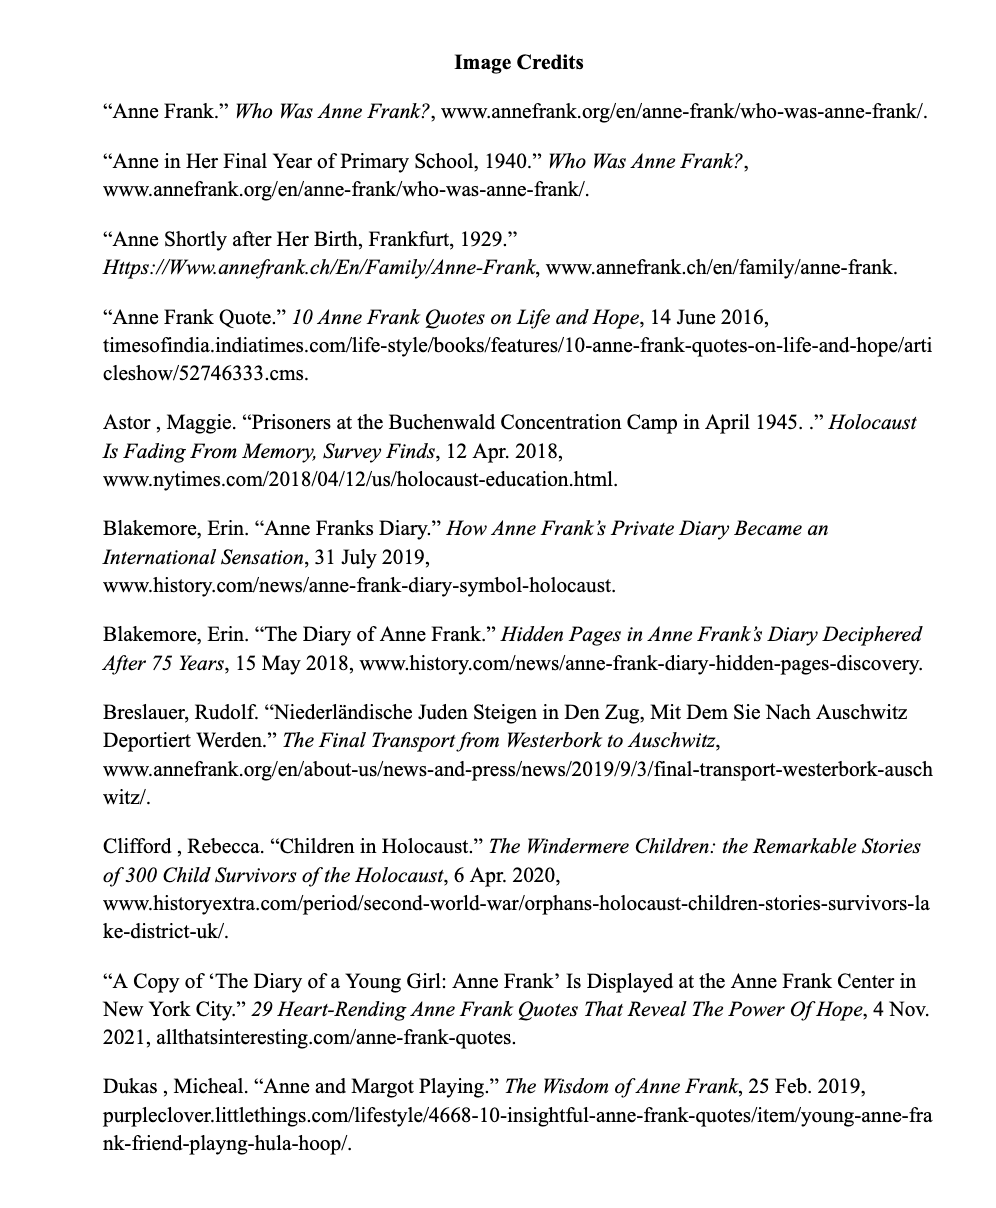 Image Credits
“Anne Frank.” Who Was Anne Frank?, www.annefrank.org/en/anne-frank/who-was-anne-frank/.
“Anne in Her Final Year of Primary School, 1940.” Who Was Anne Frank?,
www.annefrank.org/en/anne-frank/who-was-anne-frank/.
“Anne Shortly after Her Birth, Frankfurt, 1929.”
Https://Www.annefrank.ch/En/Family/Anne-Frank, www.annefrank.ch/en/family/anne-frank.
“Anne Frank Quote.” 10 Anne Frank Quotes on Life and Hope, 14 June 2016,
timesofindia.indiatimes.com/life-style/books/features/10-anne-frank-quotes-on-life-and-hope/arti
cleshow/52746333.cms.
Astor , Maggie. “Prisoners at the Buchenwald Concentration Camp in April 1945. .” Holocaust
Is Fading From Memory, Survey Finds, 12 Apr. 2018,
www.nytimes.com/2018/04/12/us/holocaust-education.html.
Blakemore, Erin. “Anne Franks Diary.” How Anne Frank’s Private Diary Became an
International Sensation, 31 July 2019,
www.history.com/news/anne-frank-diary-symbol-holocaust.
Blakemore, Erin. “The Diary of Anne Frank.” Hidden Pages in Anne Frank’s Diary Deciphered
After 75 Years, 15 May 2018, www.history.com/news/anne-frank-diary-hidden-pages-discovery.
Breslauer, Rudolf. “Niederländische Juden Steigen in Den Zug, Mit Dem Sie Nach Auschwitz
Deportiert Werden.” The Final Transport from Westerbork to Auschwitz,
www.annefrank.org/en/about-us/news-and-press/news/2019/9/3/final-transport-westerbork-ausch
witz/.
Clifford , Rebecca. “Children in Holocaust.” The Windermere Children: the Remarkable Stories
of 300 Child Survivors of the Holocaust, 6 Apr. 2020,
www.historyextra.com/period/second-world-war/orphans-holocaust-children-stories-survivors-la
ke-district-uk/.
“A Copy of ‘The Diary of a Young Girl: Anne Frank’ Is Displayed at the Anne Frank Center in
New York City.” 29 Heart-Rending Anne Frank Quotes That Reveal The Power Of Hope, 4 Nov.
2021, allthatsinteresting.com/anne-frank-quotes.
Dukas , Micheal. “Anne and Margot Playing.” The Wisdom of Anne Frank, 25 Feb. 2019,
purpleclover.littlethings.com/lifestyle/4668-10-insightful-anne-frank-quotes/item/young-anne-fra
nk-friend-playng-hula-hoop/.